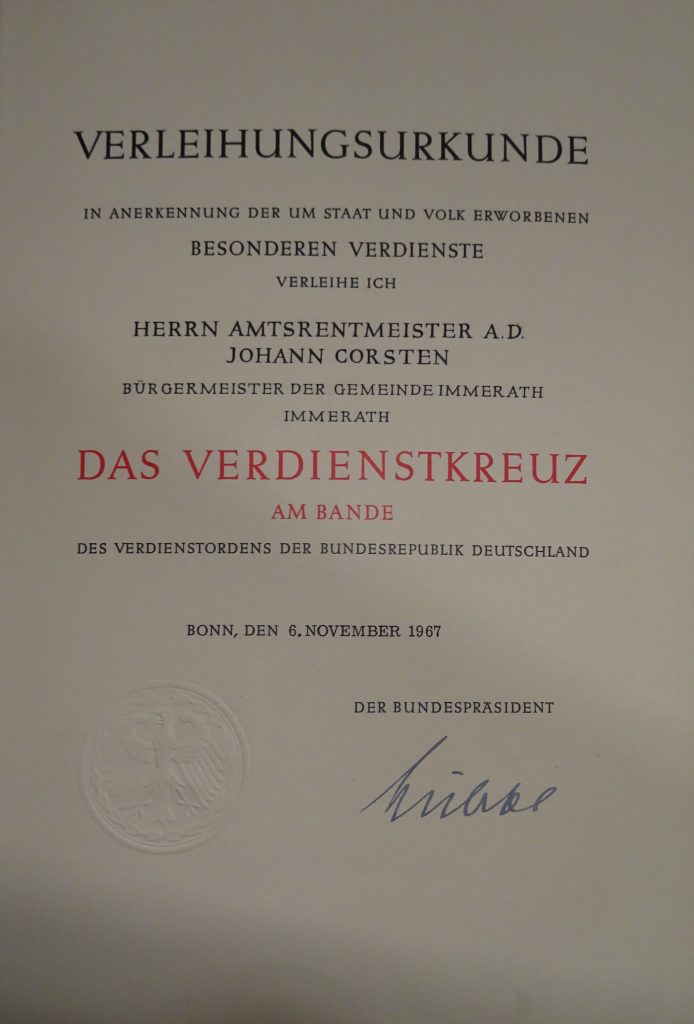 VERLEIHUNGSURKUNDE
IN ANERKENNUNG DER UM STAAT UND VOLK ERWORBENEN
BESONDEREN VERDIENSTE
VERLEIHE ICH
HERRN AMTSRENTMEISTER A.D.
JOHANN CORSTEN
BÜRGERMEISTER DER GEMEINDE IMMERATH
IMMERATH
DAS VERDIENSTKREUZ
AM BANDE
DES VERDIENSTORDENS DER BUNDESREPUBLIK DEUTSCHLAND
BONN, DEN 6. NOVEMBER 1967
DER BUNDESPRÄSIDENT
Lübke